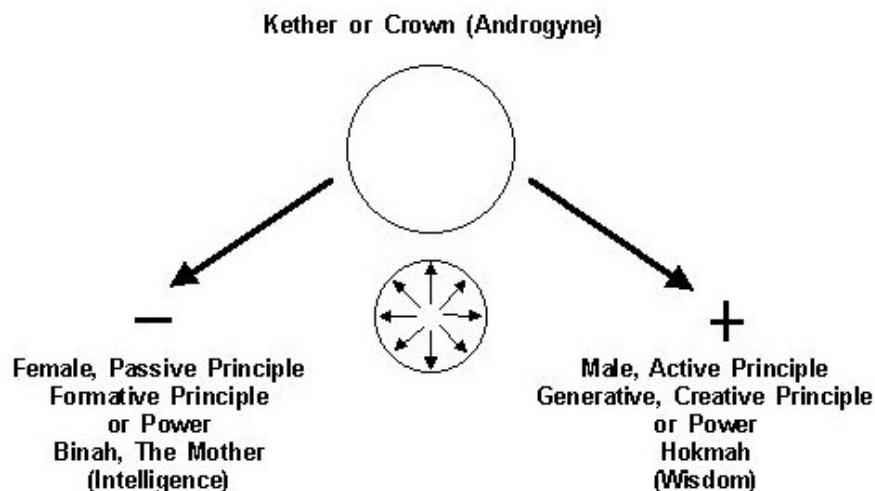 Kether or Crown (Androgyne)
−
Female, Passive Principle
Formative Principle
or Power
Binah, The Mother
(Intelligence)
+
Male, Active Principle
Generative, Creative Principle
or Power
Hokmah
(Wisdom)